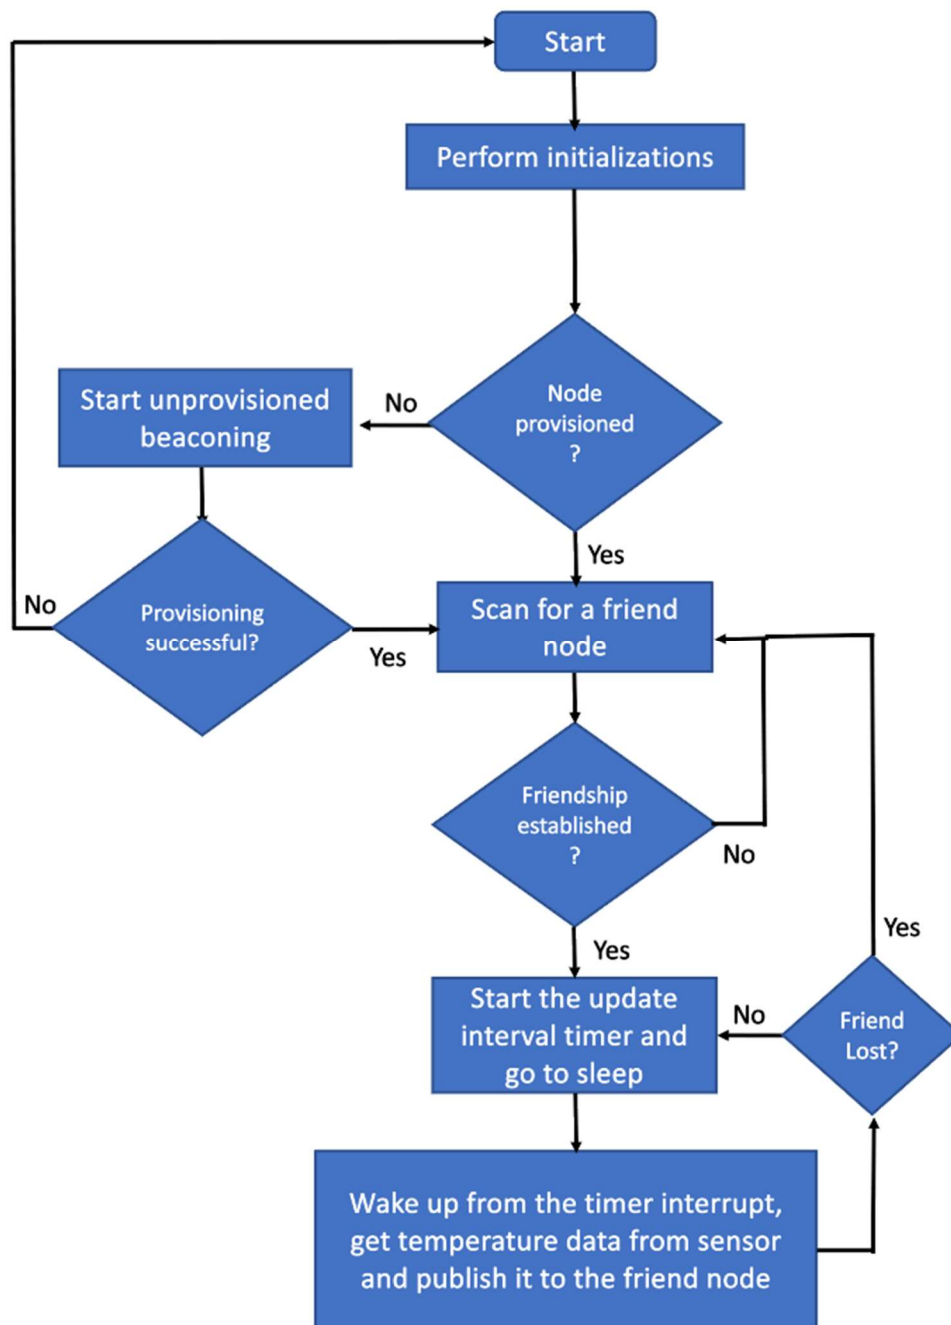 Start
Perform initializations
Node
provisioned
?
No
Start unprovisioned
beaconing
Yes
Provisioning
successful?
No
Yes
Scan for a friend
node
Friendship
established
?
No
Yes
Start the update
interval timer and
go to sleep
No
Friend
Lost?
Yes
Wake up from the timer interrupt,
get temperature data from sensor
and publish it to the friend node